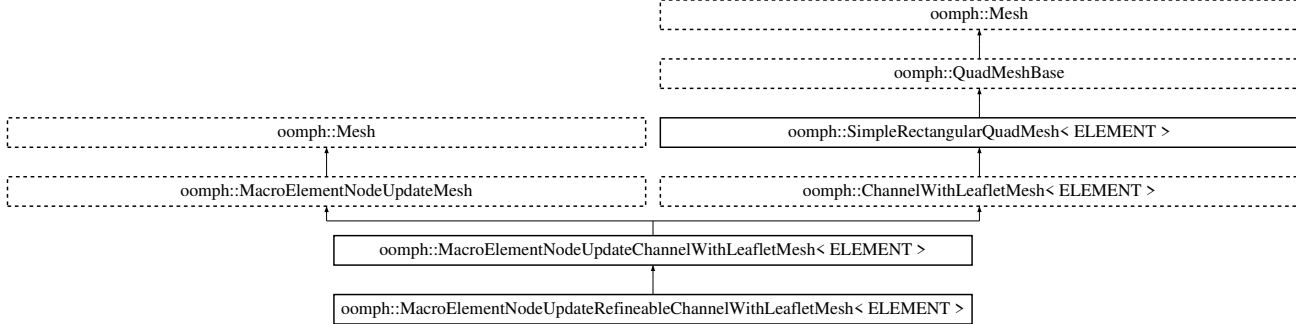 oomph::Mesh
oomph::QuadMeshBase
oomph::Mesh
oomph::SimpleRectangularQuadMesh< ELEMENT >
oomph::MacroElementNodeUpdateMesh
oomph::ChannelWithLeafletMesh< ELEMENT >
oomph::MacroElementNodeUpdateChannelWithLeafletMesh< ELEMENT >
oomph::MacroElementNodeUpdateRefineableChannelWithLeafletMesh< ELEMENT >